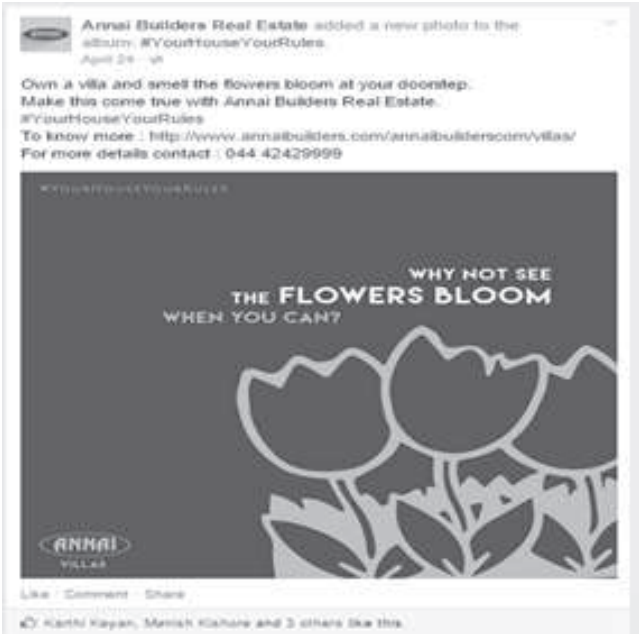 Annai Builders Real Estate added a new photo to the
album: #YourHouseYourRules.
April 24
Own a villa and smell the flowers bloom at your doorstep.
Make this come true with Annai Builders Real Estate.
#YourHouseYourRules
To know more : http://www.annaibuilders.com/annaibuilderscom/villas/
For more details contact : 044 42429999
#YOURHOUSEYOURRULES
WHY NOT SEE
THE FLOWERS BLOOM
WHEN YOU CAN?
ANNAI
VILLAS
Like · Comment · Share
Karthi Kayan, Manish Kishore and 3 others like this.